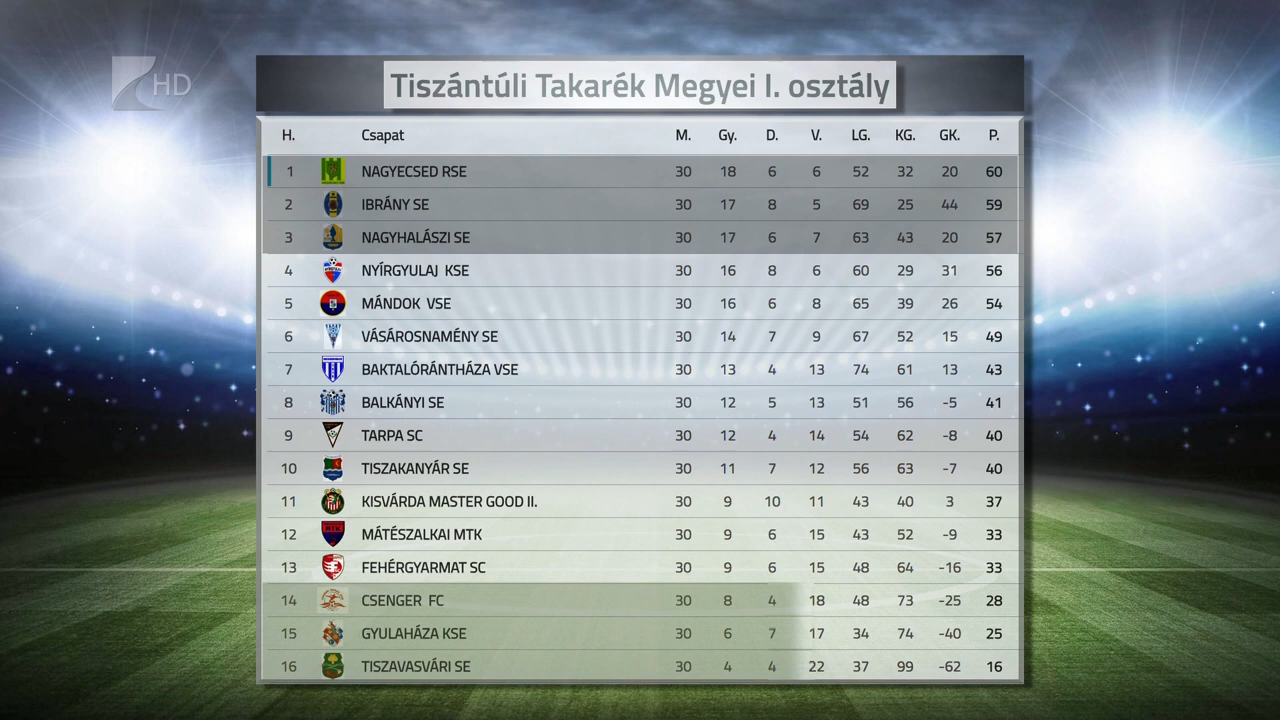 HD
Tiszántúli Takarék Megyei I. osztály
H. Csapat M. Gy. D. V. LG. KG. GK. P.
1 NAGYECSED RSE 30 18 6 6 52 32 20 60
2 IBRÁNY SE 30 17 8 5 69 25 44 59
3 NAGYHALÁSZI SE 30 17 6 7 63 43 20 57
4 NYÍRGYULAJ KSE 30 16 8 6 60 29 31 56
5 MÁNDOK VSE 30 16 6 8 65 39 26 54
6 VÁSÁROSNAMÉNY SE 30 14 7 9 67 52 15 49
7 BAKTALÓRÁNTHÁZA VSE 30 13 4 13 74 61 13 43
8 BALKÁNYI SE 30 12 5 13 51 56 -5 41
9 TARPA SC 30 12 4 14 54 62 -8 40
10 TISZAKANYÁR SE 30 11 7 12 56 63 -7 40
11 KISVÁRDA MASTER GOOD II. 30 9 10 11 43 40 3 37
12 MÁTÉSZALKAI MTK 30 9 6 15 43 52 -9 33
13 FEHÉRGYARMAT SC 30 9 6 15 48 64 -16 33
14 CSENGER FC 30 8 4 18 48 73 -25 28
15 GYULAHÁZA KSE 30 6 7 17 34 74 -40 25
16 TISZAVASVÁRI SE 30 4 4 22 37 99 -62 16